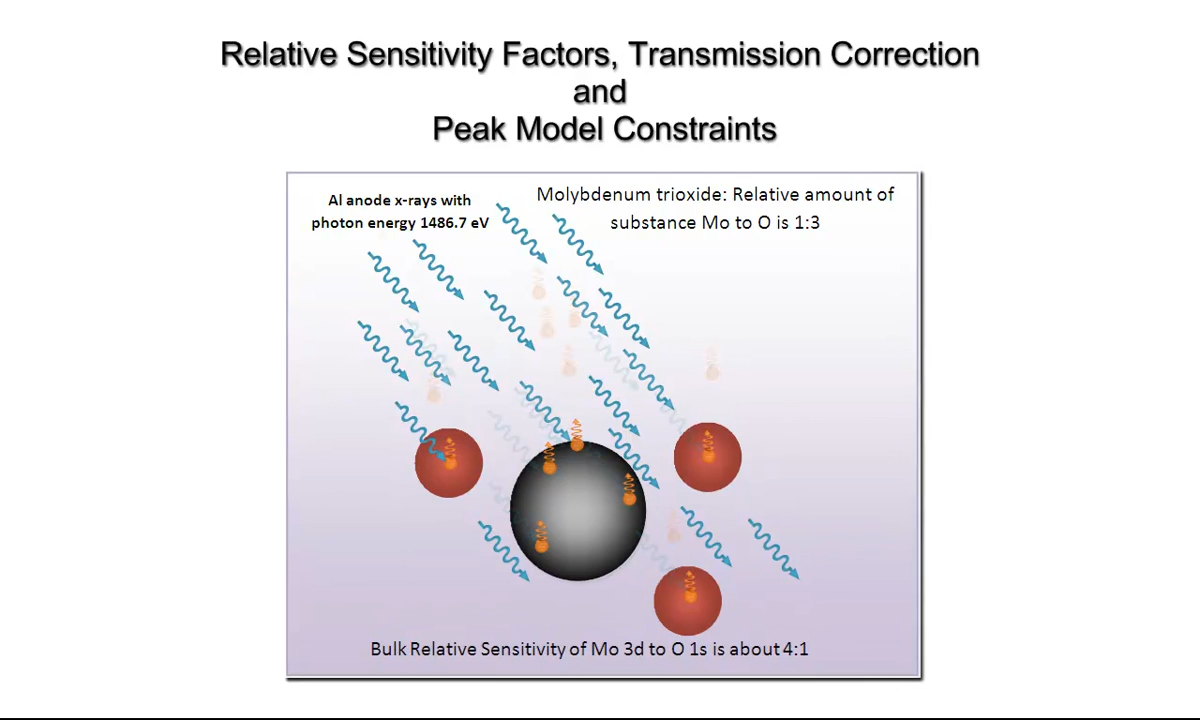 Relative Sensitivity Factors, Transmission Correction
and
Peak Model Constraints
Al anode x-rays with
photon energy 1486.7 eV
Molybdenum trioxide: Relative amount of
substance Mo to O is 1:3
Bulk Relative Sensitivity of Mo 3d to O 1s is about 4:1